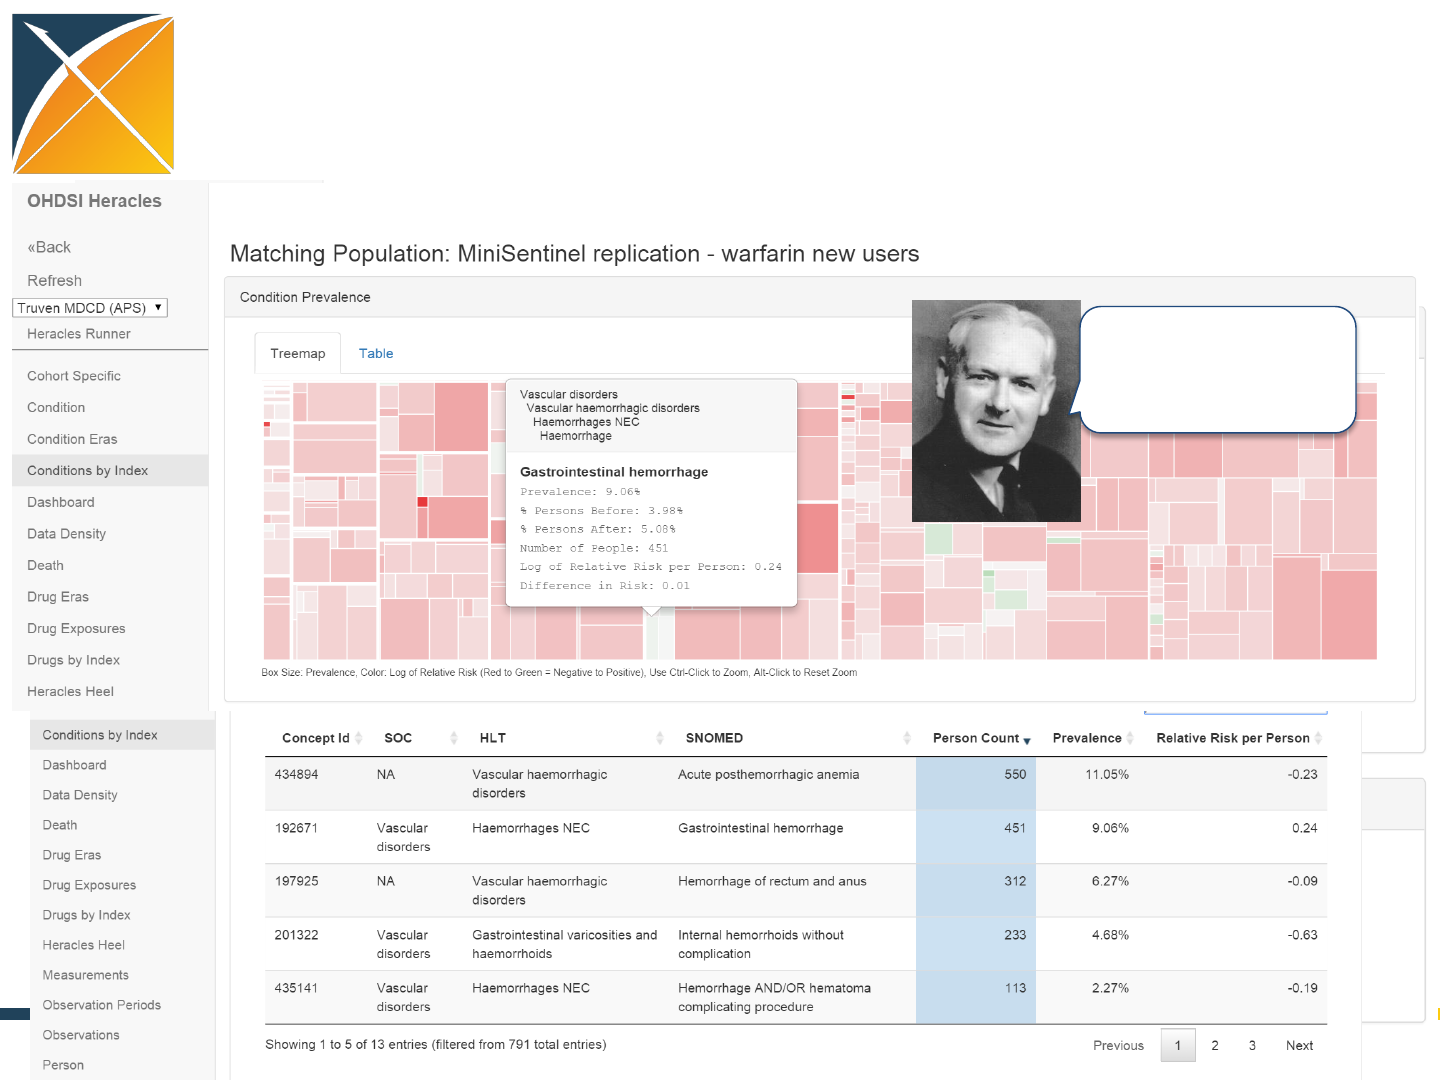 OHDSI Heracles
«Back
Refresh
Truven MDCD (APS) ▼
Heracles Runner
Cohort Specific
Condition
Condition Eras
Conditions by Index
Dashboard
Data Density
Death
Drug Eras
Drug Exposures
Drugs by Index
Heracles Heel
Matching Population: MiniSentinel replication - warfarin new users
Condition Prevalence
Treemap Table
Vascular disorders
Vascular haemorrhagic disorders
Haemorrhages NEC
Haemorrhage
Gastrointestinal hemorrhage
Prevalence: 9.06%
% Persons Before: 3.98%
% Persons After: 5.08%
Number of People: 451
Log of Relative Risk per Person: 0.24
Difference in Risk: 0.01
Box Size: Prevalence, Color: Log of Relative Risk (Red to Green = Negative to Positive), Use Ctrl-Click to Zoom, Alt-Click to Reset Zoom
Conditions by Index
Dashboard
Data Density
Death
Drug Eras
Drug Exposures
Drugs by Index
Heracles Heel
Measurements
Observation Periods
Observations
Person
Concept Id SOC HLT SNOMED Person Count Prevalence Relative Risk per Person
434894 NA Vascular haemorrhagic Acute posthemorrhagic anemia 550 11.05% -0.23
disorders
192671 Vascular Haemorrhages NEC Gastrointestinal hemorrhage 451 9.06% 0.24
disorders
197925 NA Vascular haemorrhagic Hemorrhage of rectum and anus 312 6.27% -0.09
disorders
201322 Vascular Gastrointestinal varicosities and Internal hemorrhoids without 233 4.68% -0.63
disorders haemorrhoids complication
435141 Vascular Haemorrhages NEC Hemorrhage AND/OR hematoma 113 2.27% -0.19
disorders complicating procedure
Showing 1 to 5 of 13 entries (filtered from 791 total entries) Previous 1 2 3 Next